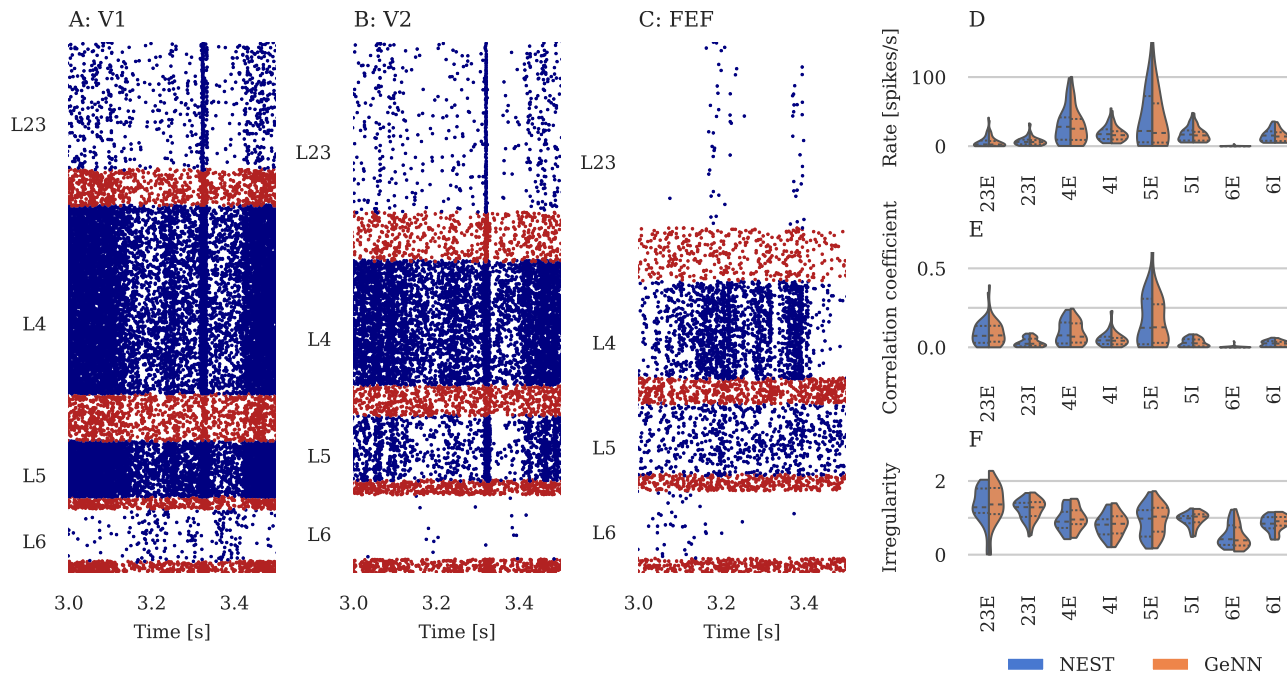 A: V1
B: V2
C: FEF
L23
L4
L5
L6
3.0
3.2
3.4
Time [s]
L23
L4
L5
L6
3.0
3.2
3.4
Time [s]
L23
L4
L5
L6
3.0
3.2
3.4
Time [s]
D
Rate [spikes/s]
100
0
23E
23I
4E
4I
5E
5I
6E
6I
E
Correlation coefficient
0.5
0.0
23E
23I
4E
4I
5E
5I
6E
6I
F
Irregularity
2
0
23E
23I
4E
4I
5E
5I
6E
6I
NEST
GeNN